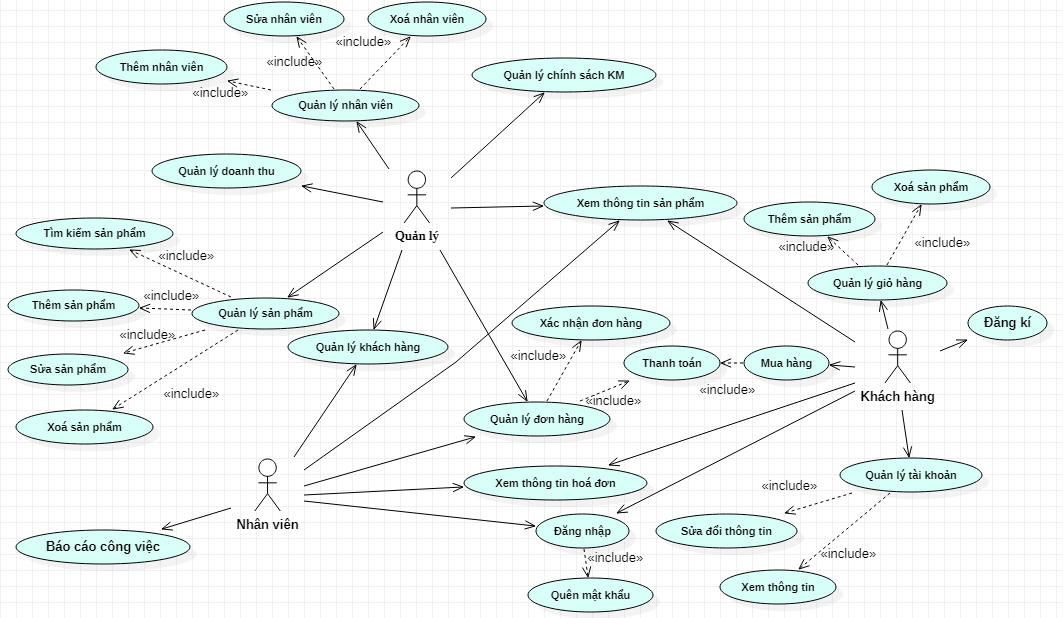 Sửa nhân viên
Xoá nhân viên
«include»
«include»
Thêm nhân viên
«include»
Quản lý nhân viên
Quản lý chính sách KM
Quản lý doanh thu
Quản lý
Xem thông tin sản phẩm
Xoá sản phẩm
Thêm sản phẩm
«include»
«include»
Quản lý giỏ hàng
Tìm kiếm sản phẩm
«include»
Thêm sản phẩm
«include»
Quản lý sản phẩm
«include»
Sửa sản phẩm
«include»
Xoá sản phẩm
Quản lý khách hàng
Xác nhận đơn hàng
«include»
Thanh toán
Mua hàng
«include»
«include»
Quản lý đơn hàng
Đăng kí
Khách hàng
Quản lý tài khoản
«include»
Sửa đổi thông tin
«include»
Xem thông tin
Xem thông tin hoá đơn
Đăng nhập
«include»
Quên mật khẩu
Nhân viên
Báo cáo công việc